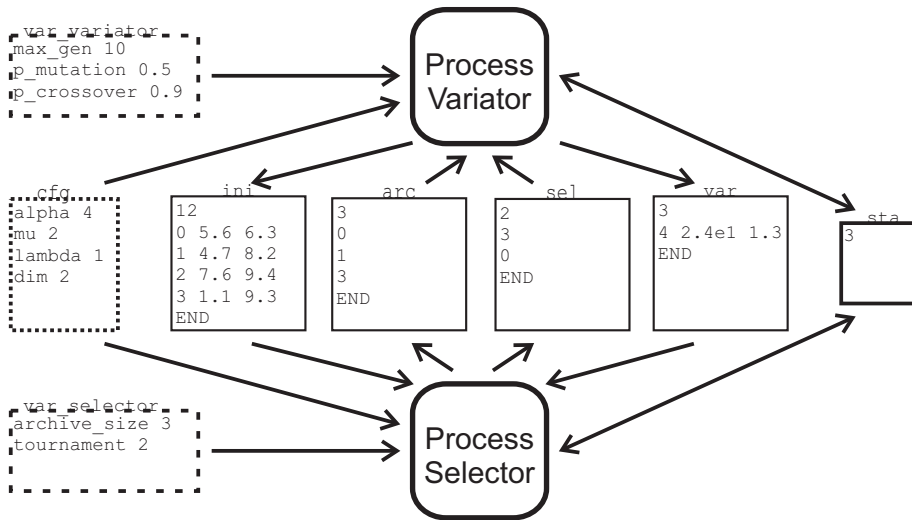 var_variator
max_gen 10
p_mutation 0.5
p_crossover 0.9
Process
Variator
cfg
alpha 4
mu 2
lambda 1
dim 2
ini
12
0 5.6 6.3
1 4.7 8.2
2 7.6 9.4
3 1.1 9.3
END
arc
3
0
1
3
END
sel
2
3
0
END
var
3
4 2.4e1 1.3
END
sta
3
var_selector
archive_size 3
tournament 2
Process
Selector